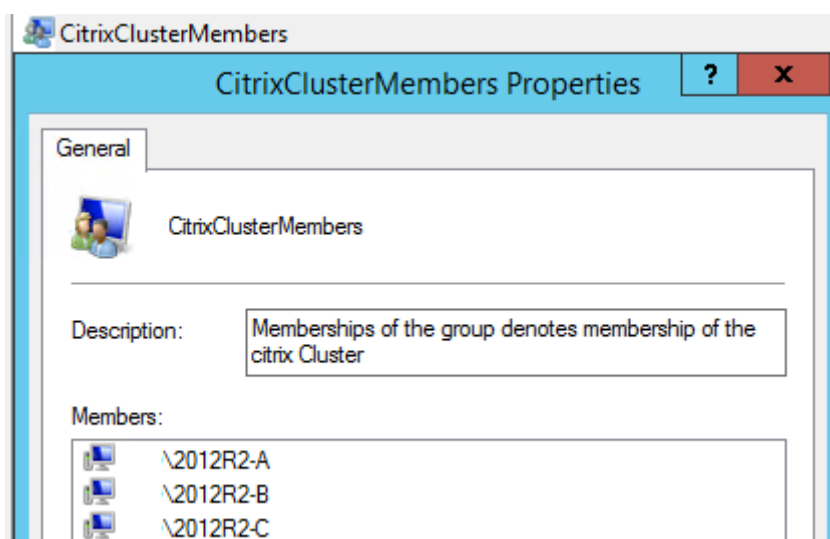 CitrixClusterMembers
CitrixClusterMembers Properties
?
x
General
CitrixClusterMembers
Description:
Memberships of the group denotes membership of the
citrix Cluster
Members:
\2012R2-A
\2012R2-B
\2012R2-C